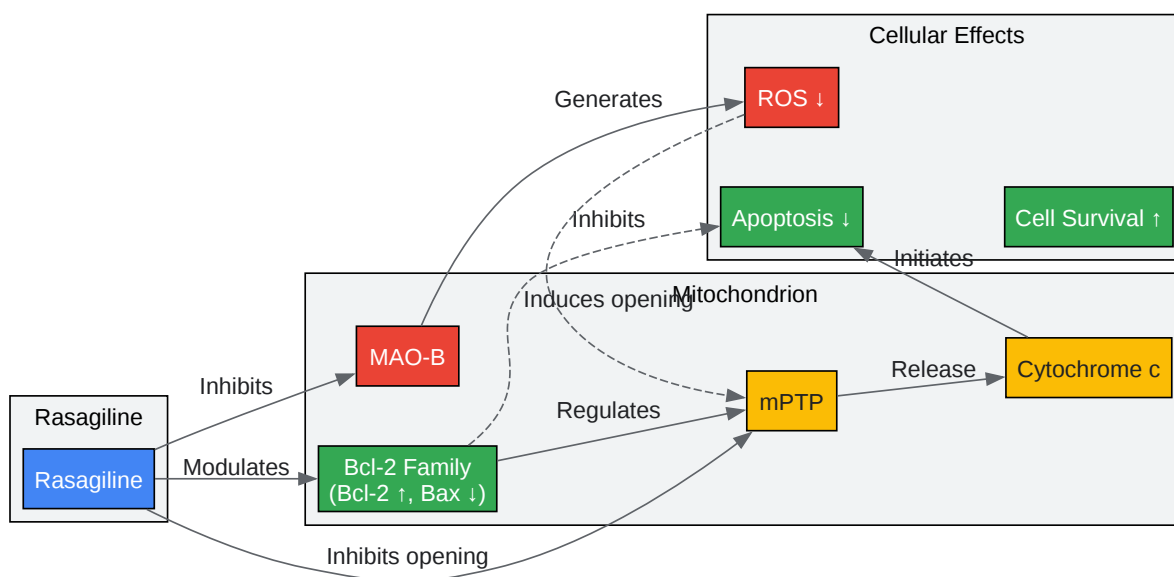 Cellular Effects
Generates
ROS ↓
Inhibits
Apoptosis ↓
Cell Survival ↑
Initiates
Induces opening
Mitochondrion
MAO-B
Cytochrome c
Release
Inhibits
mPTP
Regulates
Rasagiline
Rasagiline
Modulates
Bcl-2 Family
(Bcl-2 ↑, Bax ↓)
Inhibits opening